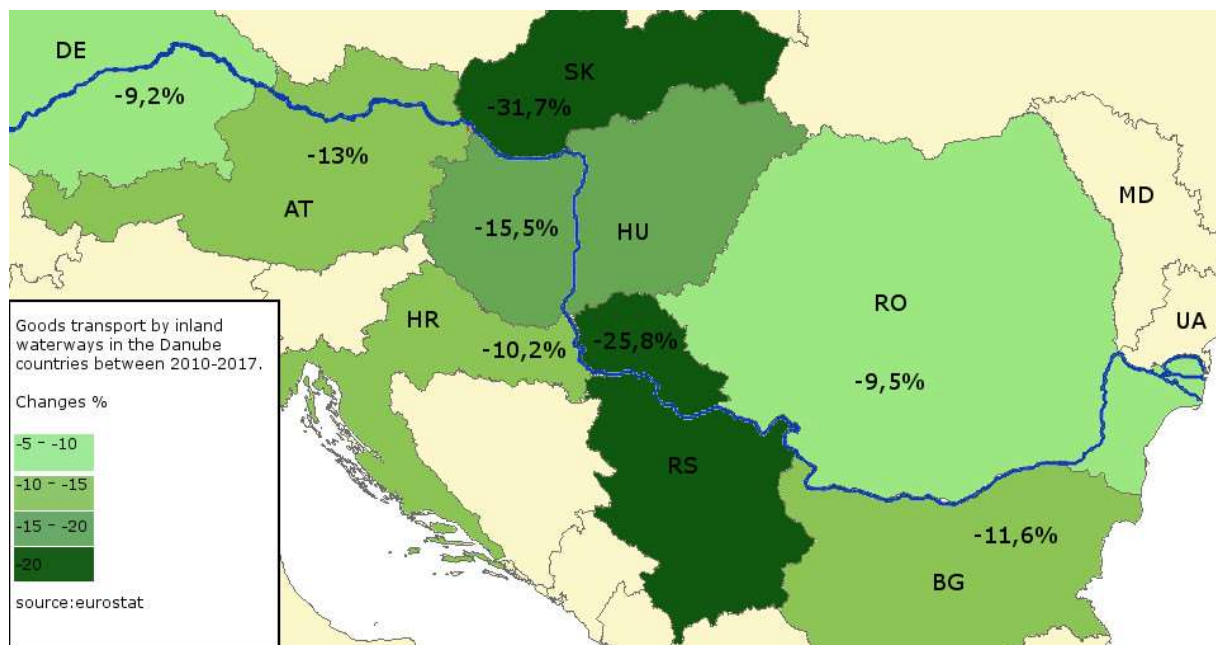 DE
-9,2%
SK
-31,7%
-13%
AT
-15,5%
HU
MD
RO
UA
HR
-10,2%
-25,8%
-9,5%
RS
-11,6%
BG
Goods transport by inland
waterways in the Danube
countries between 2010-2017.
Changes %
-5 - -10
-10 - -15
-15 - -20
-20
source:eurostat